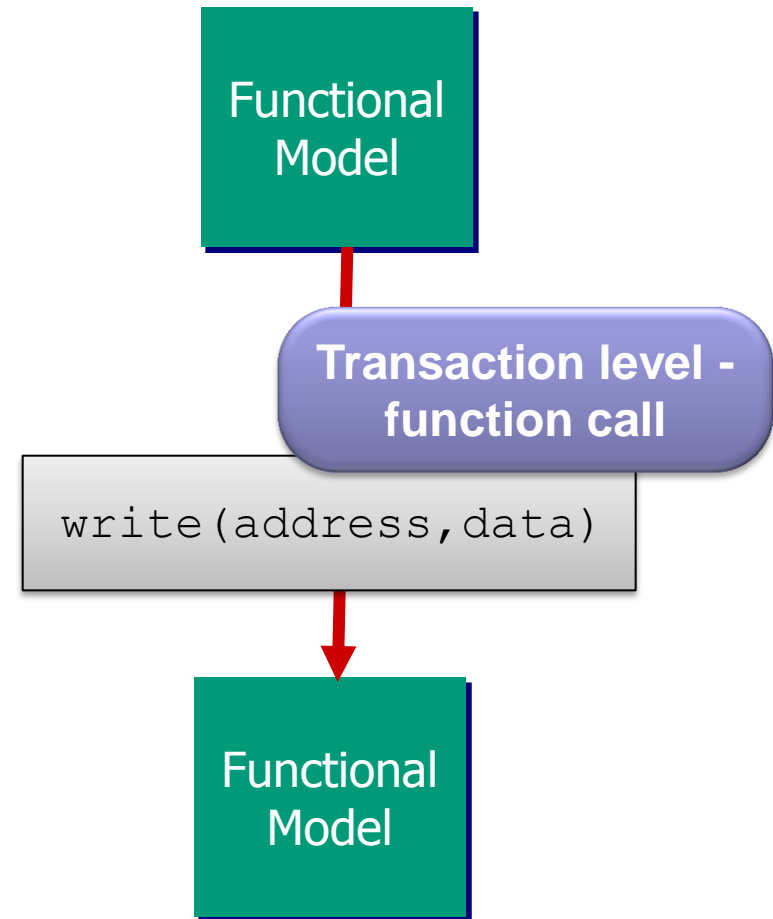 Functional
Model
Transaction level -
function call
write(address,data)
Functional
Model